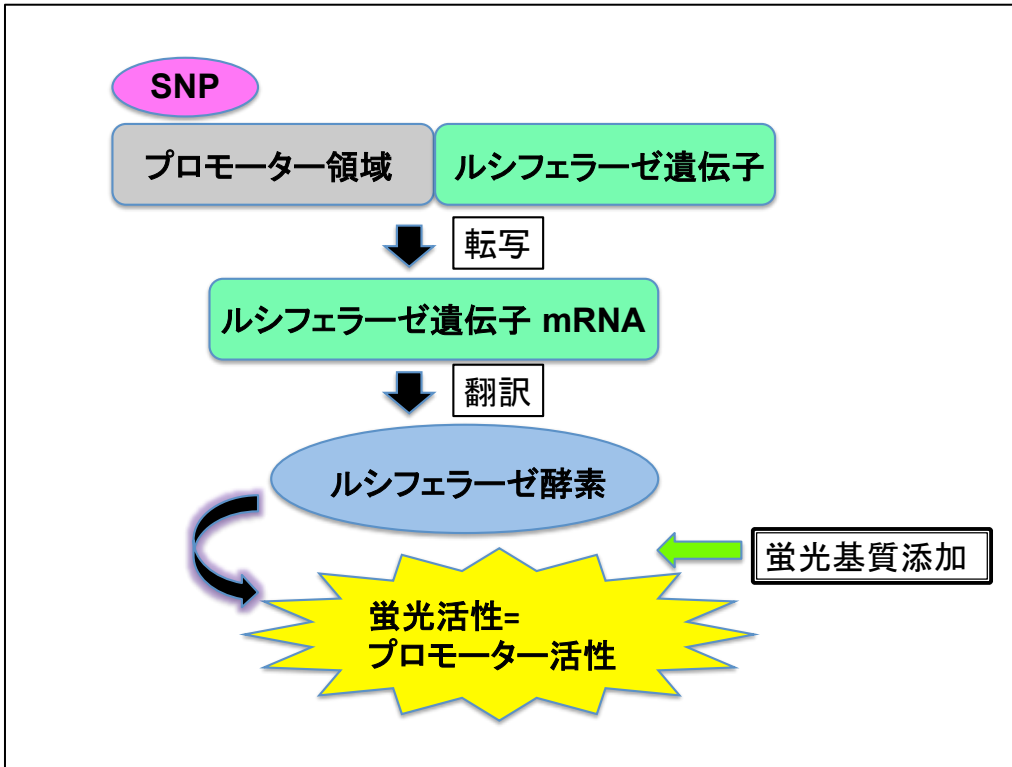 SNP
プロモーター領域
ルシフェラーゼ遺伝子
転写
ルシフェラーゼ遺伝子 mRNA
翻訳
ルシフェラーゼ酵素
蛍光基質添加
蛍光活性=
プロモーター活性